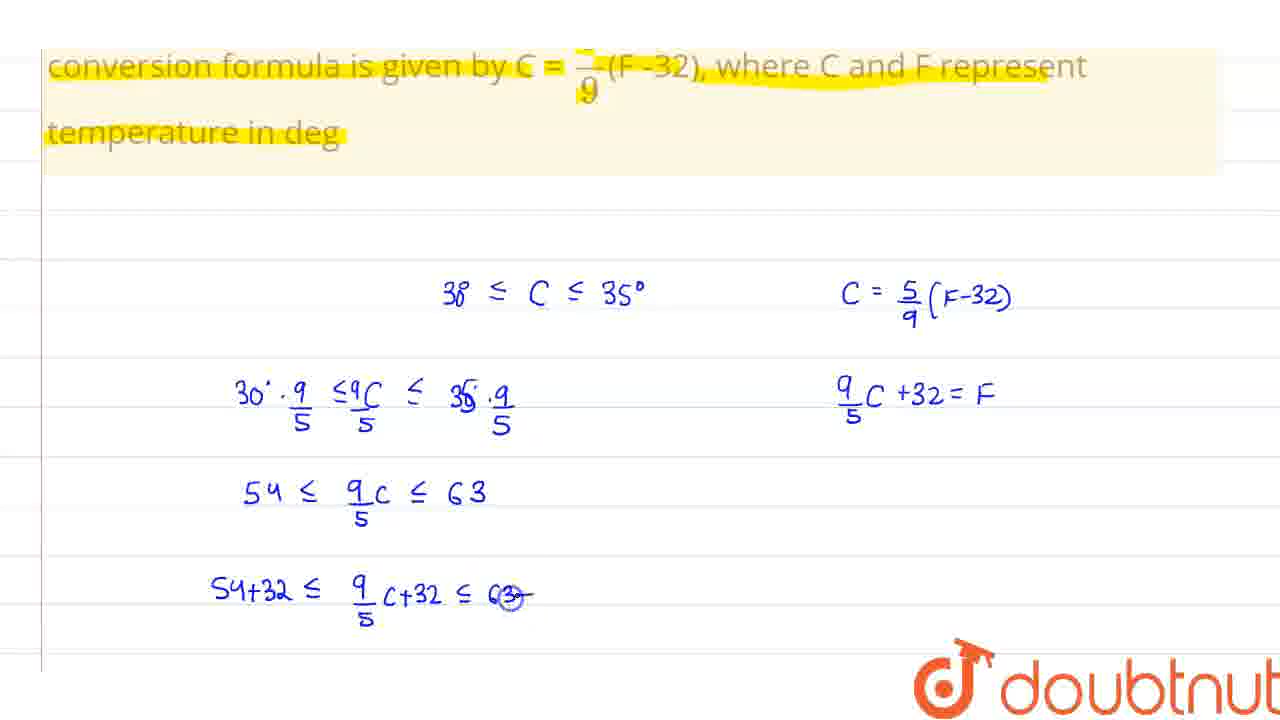 conversion formula is given by C = 5/9 (F -32), where C and F represent
temperature in deg
30° ≤ C ≤ 35°
C = 5/9 (F-32)
30° · 9/5 ≤ 9/5 C ≤ 35° · 9/5
9/5 C +32 = F
54 ≤ 9/5 C ≤ 63
54+32 ≤ 9/5 C+32 ≤ 63
doubtnut